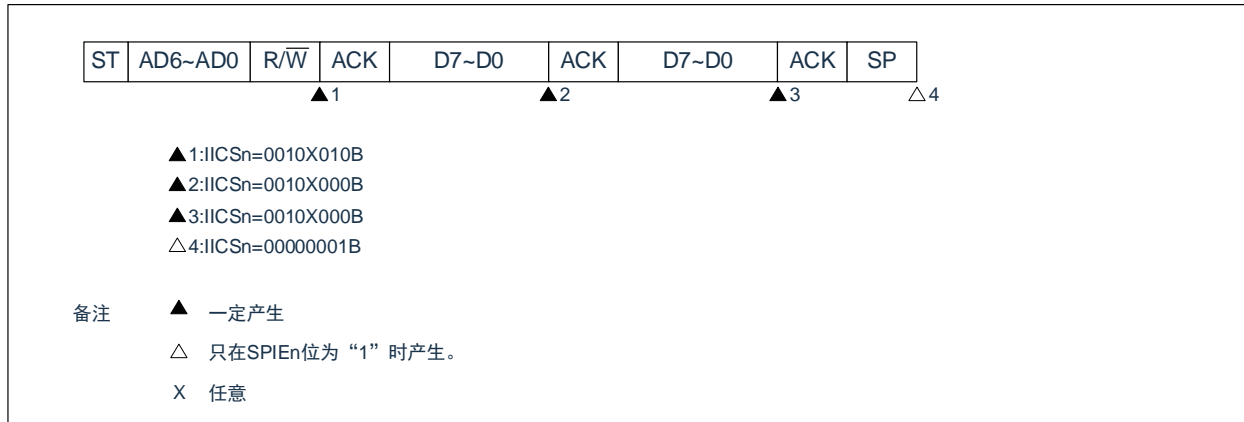 ST AD6~AD0 R/W̅ ACK D7~D0 ACK D7~D0 ACK SP
▲1 ▲2 ▲3 △4
▲1:IICSn=0010X010B
▲2:IICSn=0010X000B
▲3:IICSn=0010X000B
△4:IICSn=00000001B
备注 ▲ 一定产生
△ 只在SPIEn位为“1”时产生。
X 任意